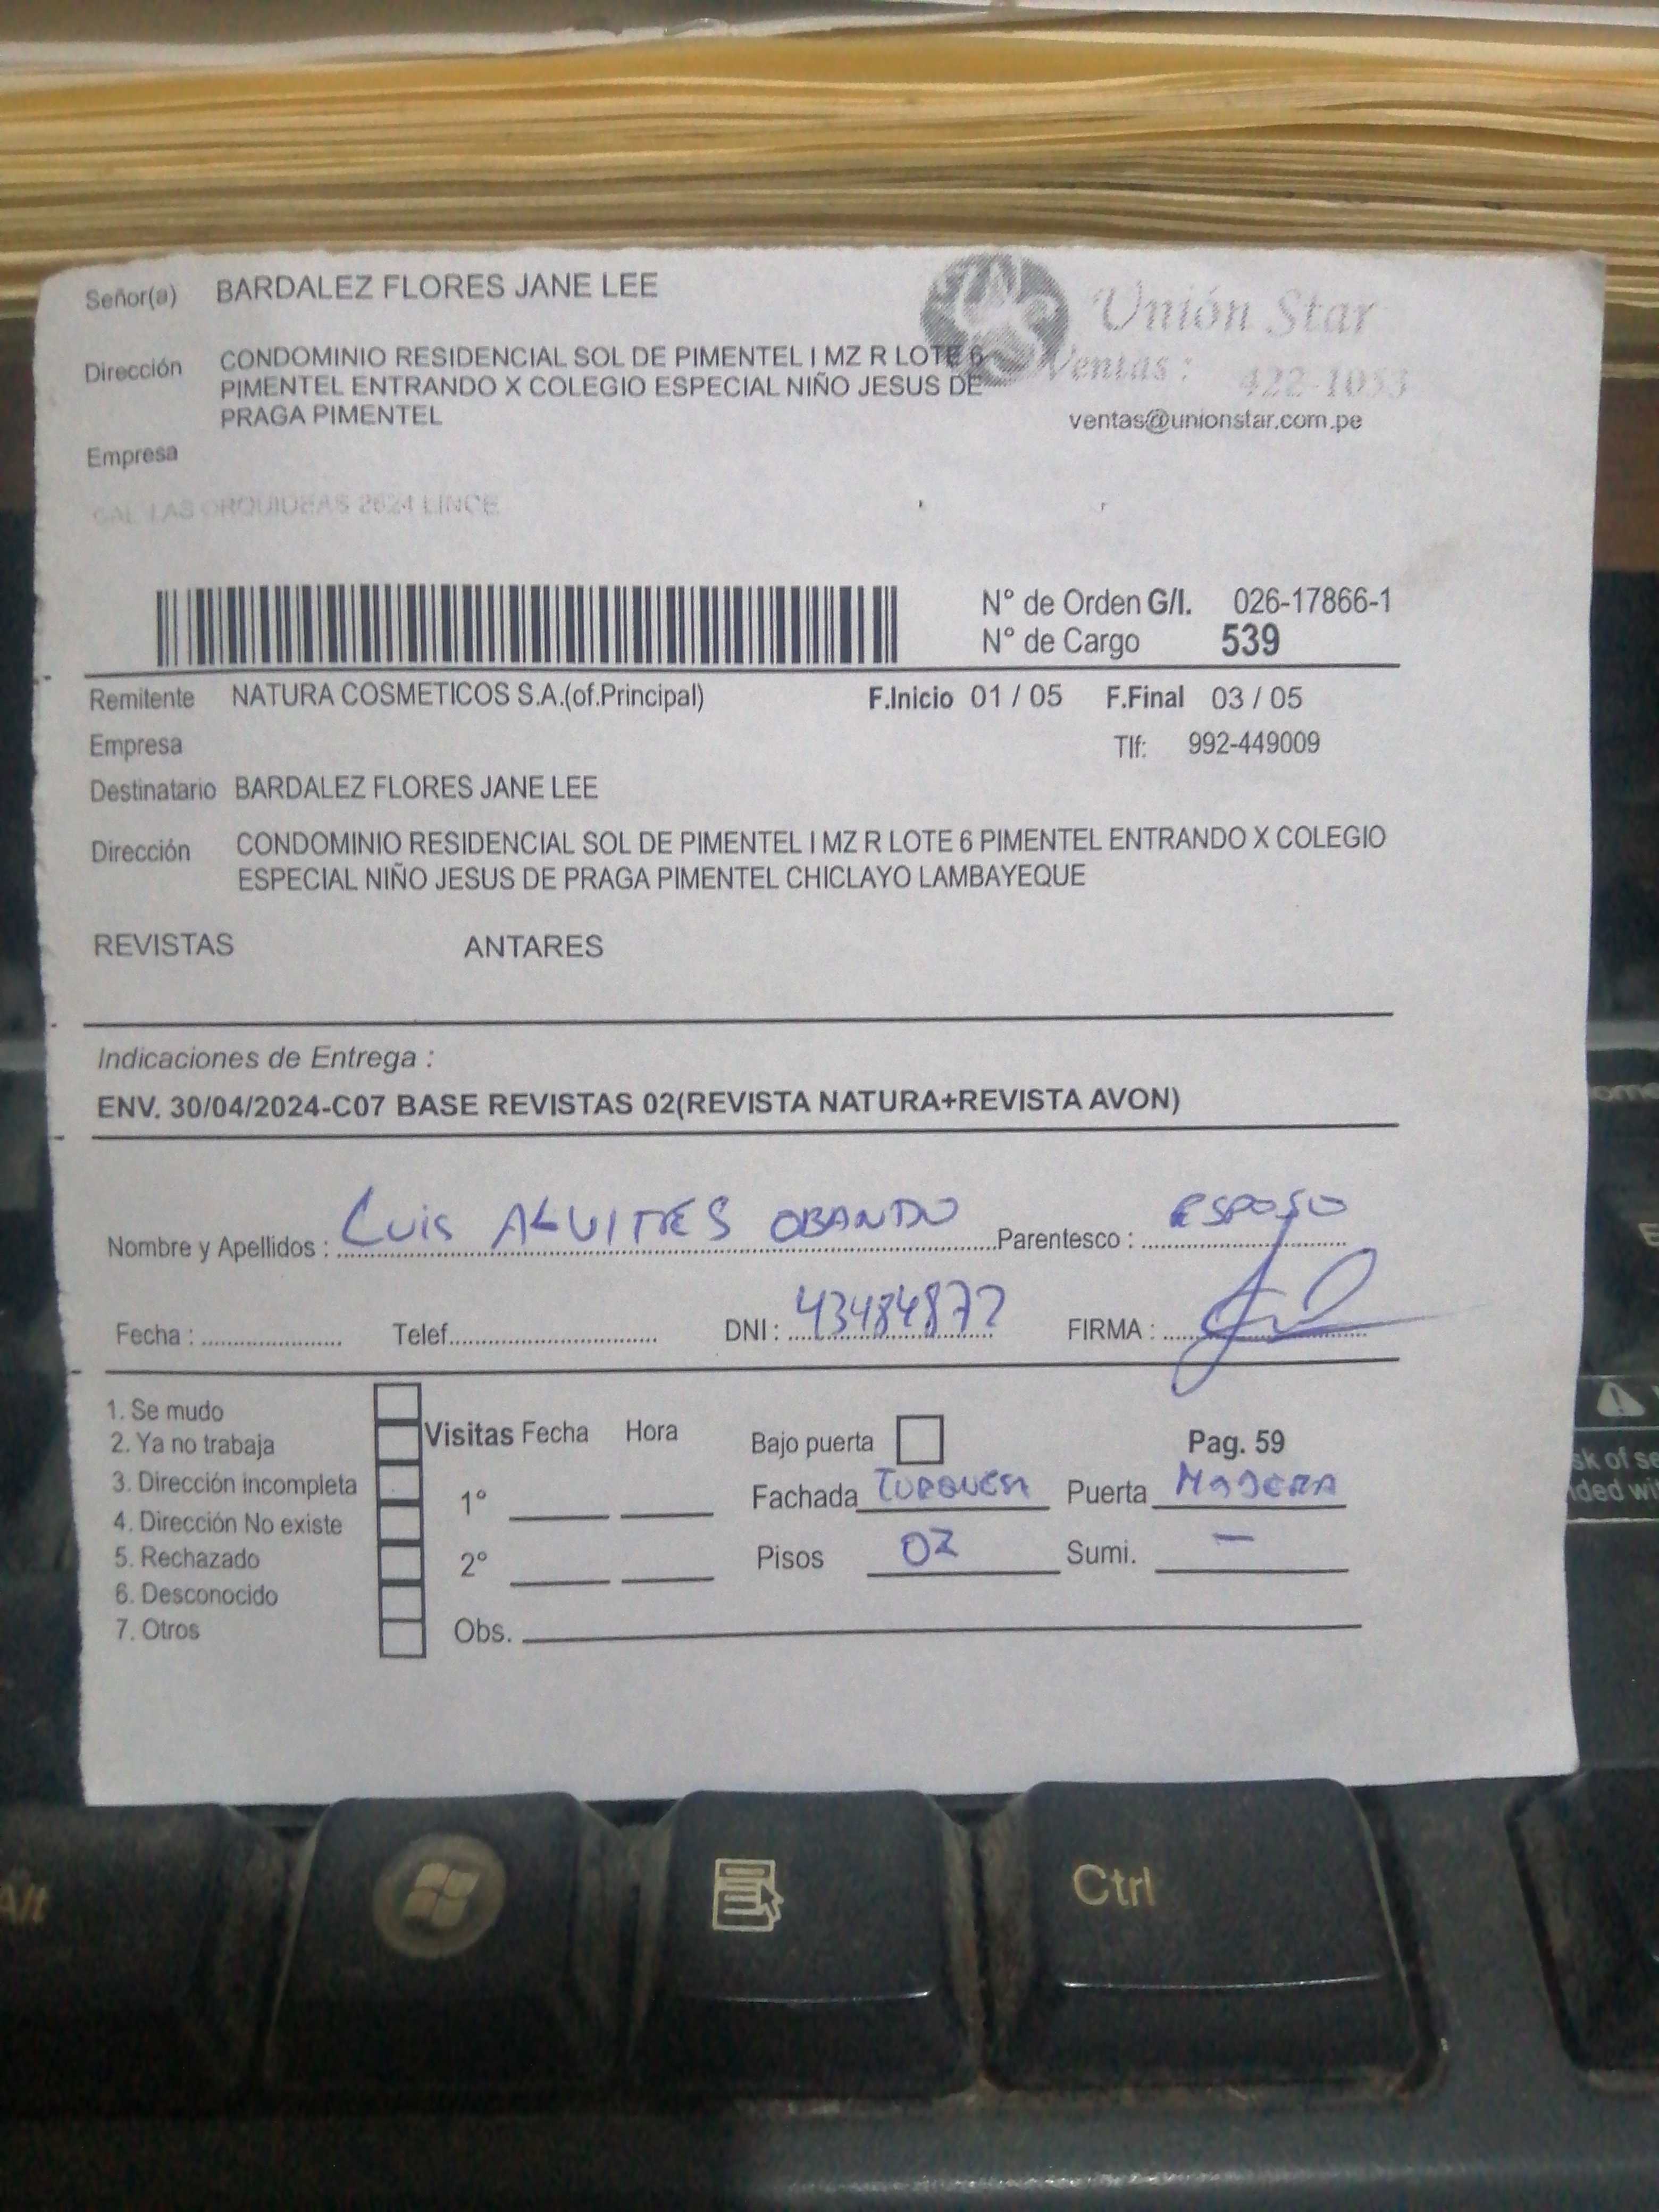 Señor(a) BARDALEZ FLORES JANE LEE
Unión Star
Dirección CONDOMINIO RESIDENCIAL SOL DE PIMENTEL I MZ R LOTE 6
PIMENTEL ENTRANDO X COLEGIO ESPECIAL NIÑO JESUS DE
PRAGA PIMENTEL
Ventas : 422-1053
ventas@unionstar.com.pe
Empresa
CAL LAS ORQUIDEAS 2624 LINCE
N° de Orden G/I. 026-17866-1
N° de Cargo 539
Remitente NATURA COSMETICOS S.A.(of.Principal) F.Inicio 01 / 05 F.Final 03 / 05
Empresa Tlf: 992-449009
Destinatario BARDALEZ FLORES JANE LEE
Dirección CONDOMINIO RESIDENCIAL SOL DE PIMENTEL I MZ R LOTE 6 PIMENTEL ENTRANDO X COLEGIO
ESPECIAL NIÑO JESUS DE PRAGA PIMENTEL CHICLAYO LAMBAYEQUE
REVISTAS ANTARES
Indicaciones de Entrega :
ENV. 30/04/2024-C07 BASE REVISTAS 02(REVISTA NATURA+REVISTA AVON)
Nombre y Apellidos : Luis ALVITES OBANDO Parentesco : ESPOSO
Fecha : Telef. DNI : 43484872 FIRMA :
1. Se mudo
2. Ya no trabaja
3. Dirección incompleta
4. Dirección No existe
5. Rechazado
6. Desconocido
7. Otros
Visitas Fecha Hora
1°
2°
Obs.
Bajo puerta Pag. 59
Fachada TURQUESA Puerta MADERA
Pisos 02 Sumi. —
Alt
Ctrl